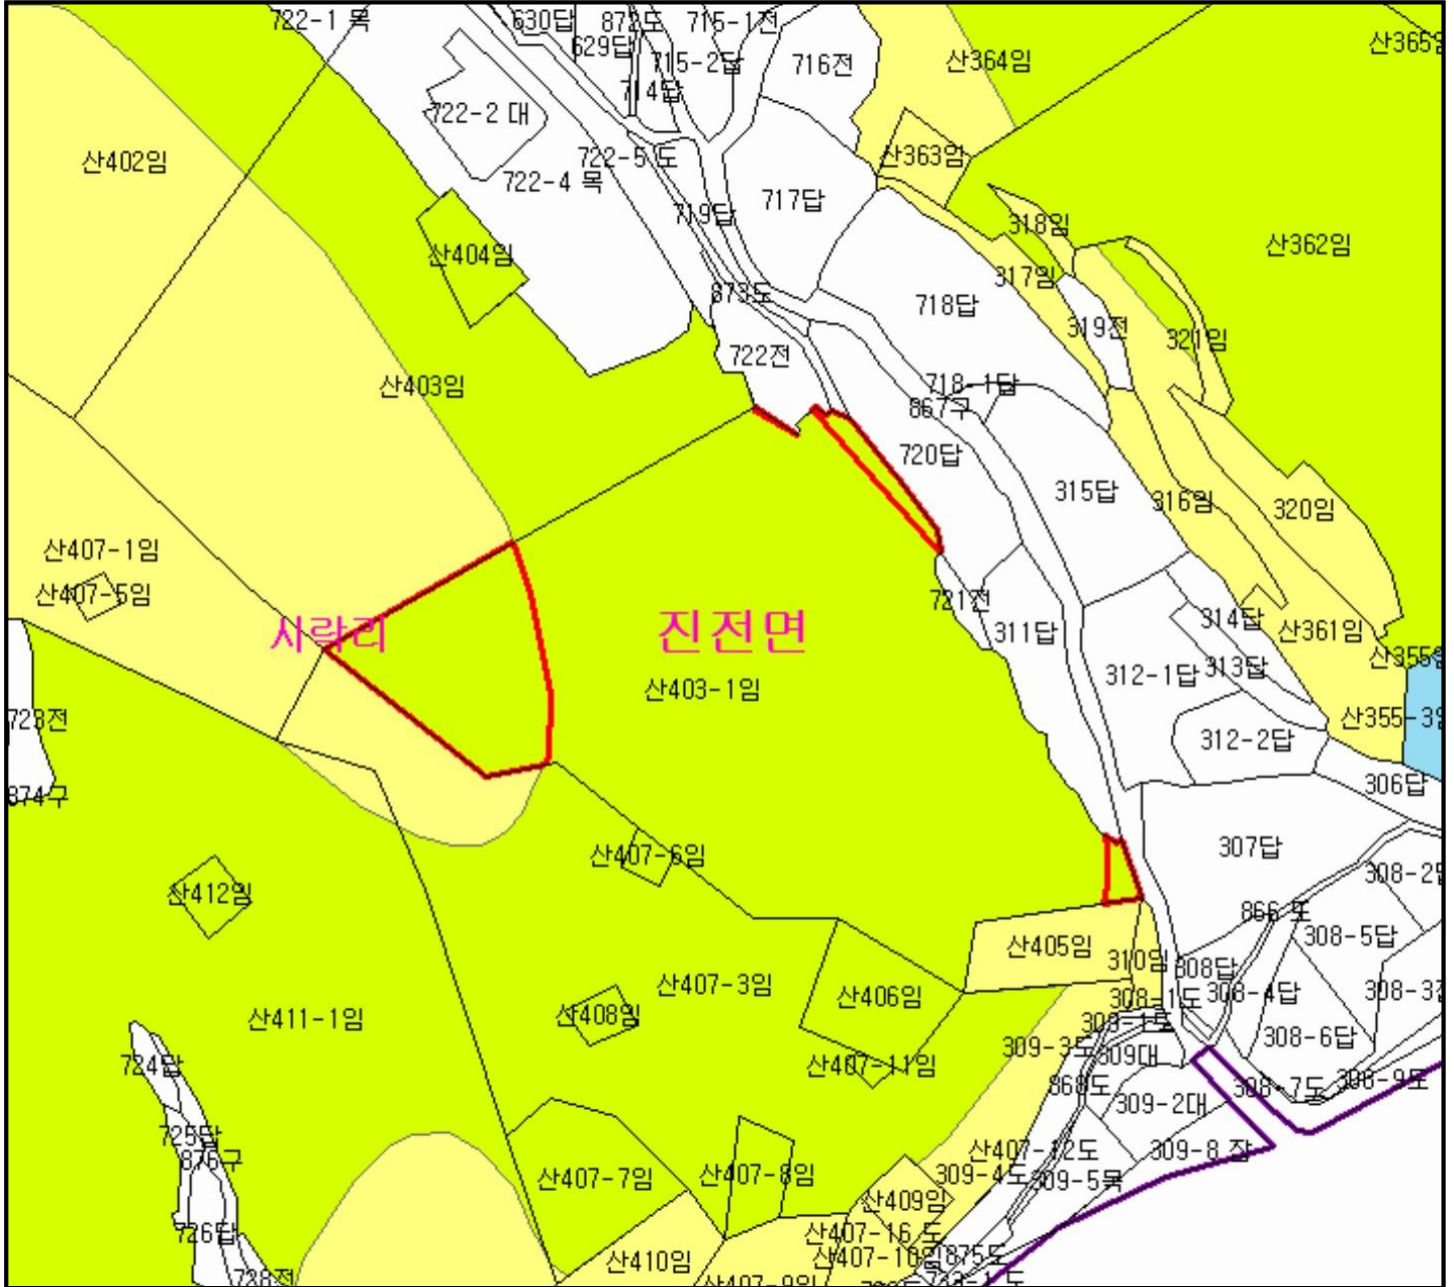 722-1 목
630답
872도
715-1전
629답
715-2답
716전
산364임
산365임
714답
722-2 대
산402임
722-5 도
산363임
722-4 목
719답
717답
318임
산404임
산362임
317임
873도
718답
319전
321임
722전
산403임
718-1답
867구
720답
315답
316임
320임
산407-1임
산407-5임
721전
314답
사락리
진전면
311답
산361임
산355임
312-1답
313답
산403-1임
723전
산355-3임
312-2답
306답
874구
산407-6임
307답
308-2답
산412임
866 도
308-5답
산405임
310임
308답
산407-3임
산406임
308-1도
308-4답
308-3
산411-1임
산408임
309-1도
308-6답
309-3도
309대
724답
산407-11임
868도
308-7도
308-9도
309-2대
725답
산407-12도
309-8 잡
876구
산407-7임
산407-8임
309-4도
309-5목
산409임
726답
산407-16 도
산410임
산407-10임
875도
738전
산407-9임